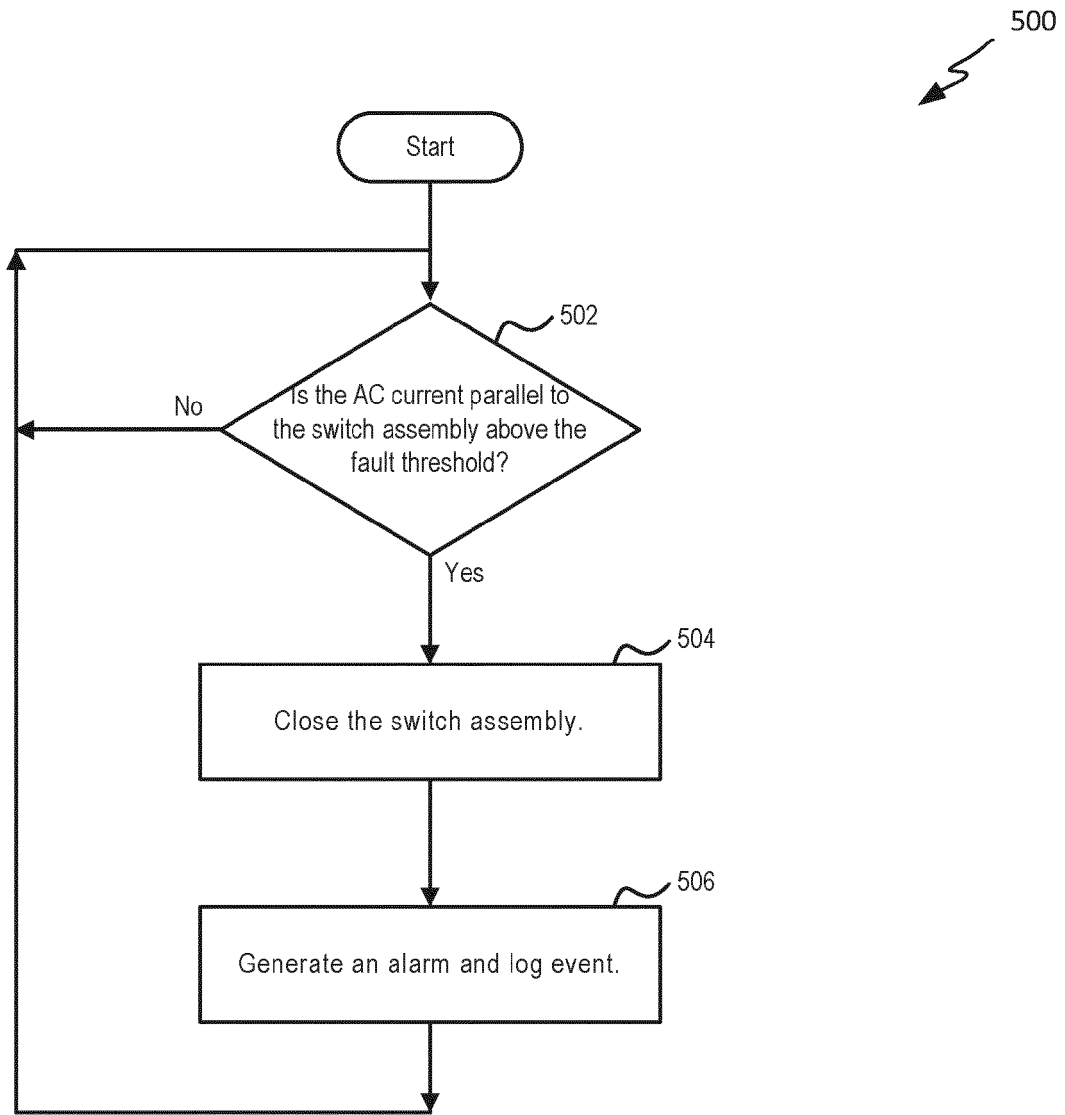 500
Start
502
Is the AC current parallel to
the switch assembly above the
fault threshold?
No
Yes
504
Close the switch assembly.
506
Generate an alarm and log event.